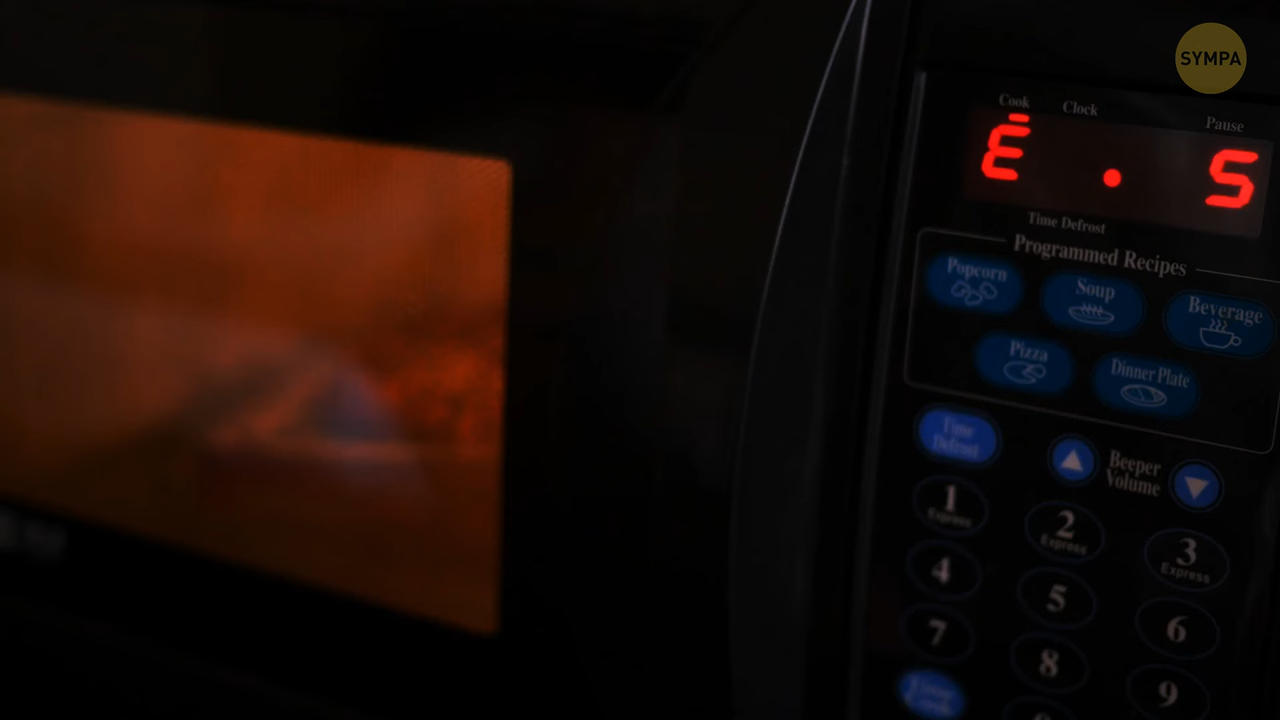 SYMPA
Cook Clock Pause
Ė . 5
Time Defrost
Programmed Recipes
Popcorn Soup Beverage
Pizza Dinner Plate
Time Defrost
Beeper Volume
1 Express
2 Express
3 Express
4 5 6
7 8 9